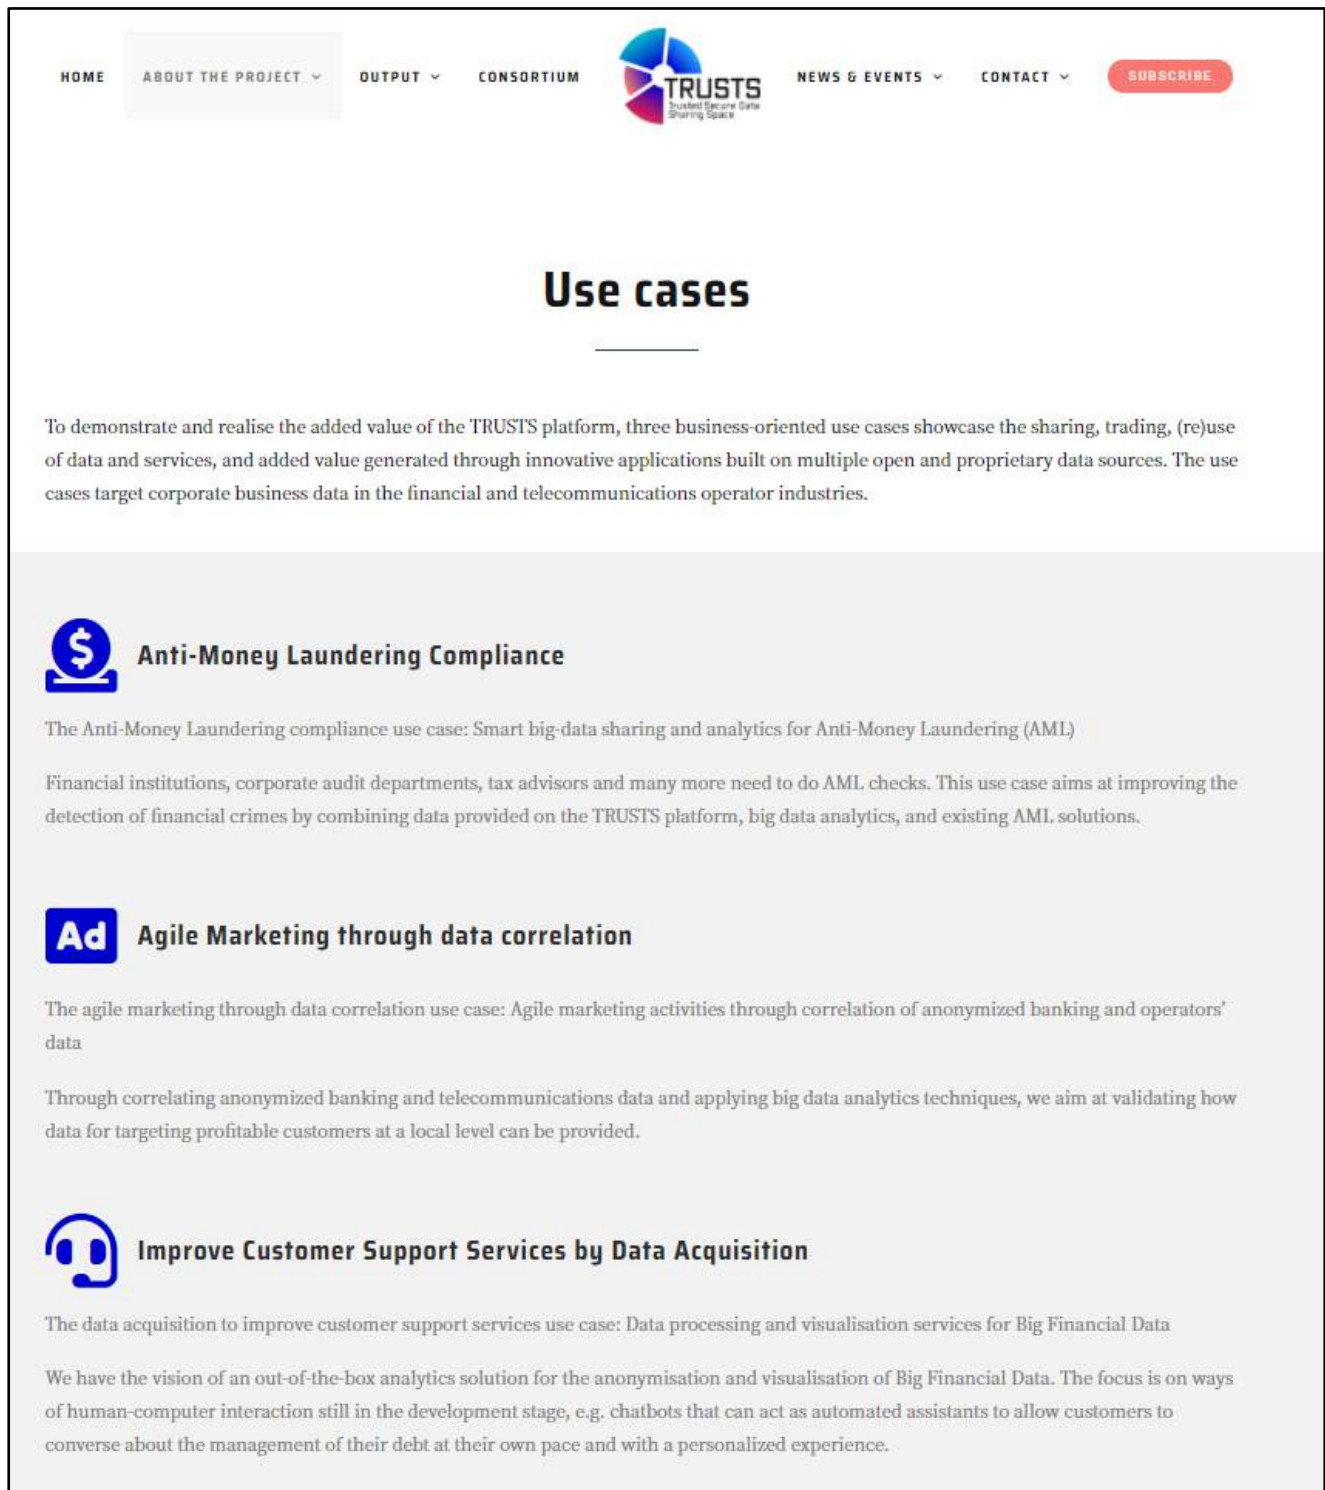 HOME ABOUT THE PROJECT OUTPUT CONSORTIUM TRUSTS NEWS & EVENTS CONTACT SUBSCRIBE
Trusted Secure Data
Sharing Space
Use cases
To demonstrate and realise the added value of the TRUSTS platform, three business-oriented use cases showcase the sharing, trading, (re)use
of data and services, and added value generated through innovative applications built on multiple open and proprietary data sources. The use
cases target corporate business data in the financial and telecommunications operator industries.
$
Anti-Money Laundering Compliance
The Anti-Money Laundering compliance use case: Smart big-data sharing and analytics for Anti-Money Laundering (AML)
Financial institutions, corporate audit departments, tax advisors and many more need to do AML checks. This use case aims at improving the
detection of financial crimes by combining data provided on the TRUSTS platform, big data analytics, and existing AML solutions.
Ad
Agile Marketing through data correlation
The agile marketing through data correlation use case: Agile marketing activities through correlation of anonymized banking and operators'
data
Through correlating anonymized banking and telecommunications data and applying big data analytics techniques, we aim at validating how
data for targeting profitable customers at a local level can be provided.
Improve Customer Support Services by Data Acquisition
The data acquisition to improve customer support services use case: Data processing and visualisation services for Big Financial Data
We have the vision of an out-of-the-box analytics solution for the anonymisation and visualisation of Big Financial Data. The focus is on ways
of human-computer interaction still in the development stage, e.g. chatbots that can act as automated assistants to allow customers to
converse about the management of their debt at their own pace and with a personalized experience.